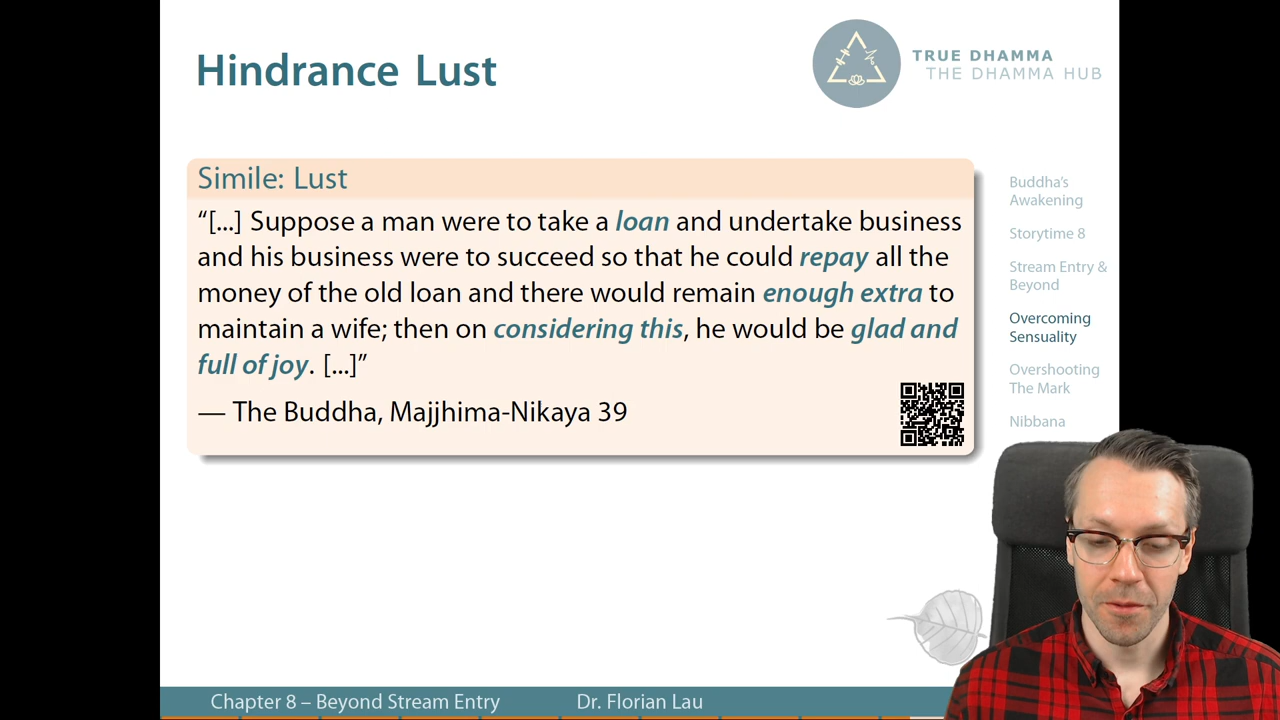 Hindrance Lust
TRUE DHAMMA
THE DHAMMA HUB
Simile: Lust
“[...] Suppose a man were to take a loan and undertake business
and his business were to succeed so that he could repay all the
money of the old loan and there would remain enough extra to
maintain a wife; then on considering this, he would be glad and
full of joy. [...]”
— The Buddha, Majjhima-Nikaya 39
Buddha’s
Awakening
Storytime 8
Stream Entry &
Beyond
Overcoming
Sensuality
Overshooting
The Mark
Nibbana
Chapter 8 – Beyond Stream Entry
Dr. Florian Lau